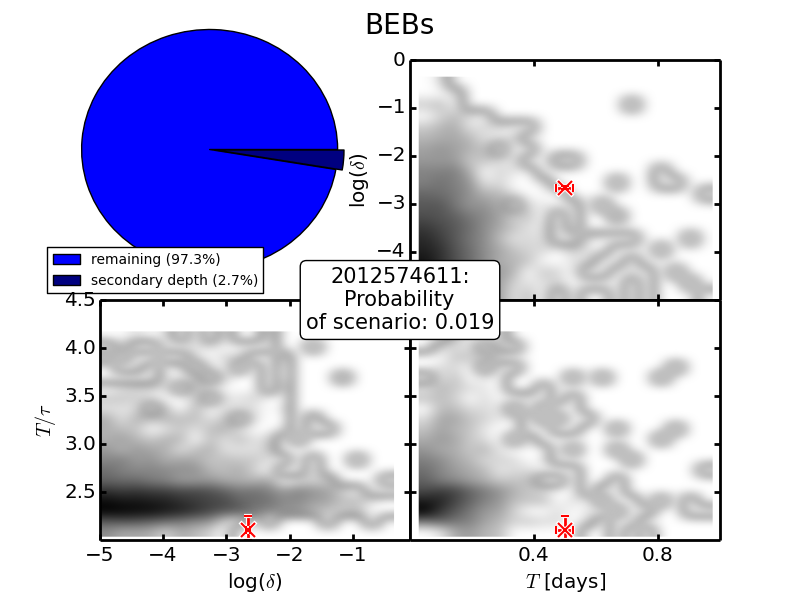 BEBs
0
−1
−2
−3
−4
log(δ)
remaining (97.3%)
secondary depth (2.7%)
2012574611:
Probability
of scenario: 0.019
4.5
4.0
3.5
3.0
2.5
T/τ
−5 −4 −3 −2 −1
0.4 0.8
log(δ)
T [days]